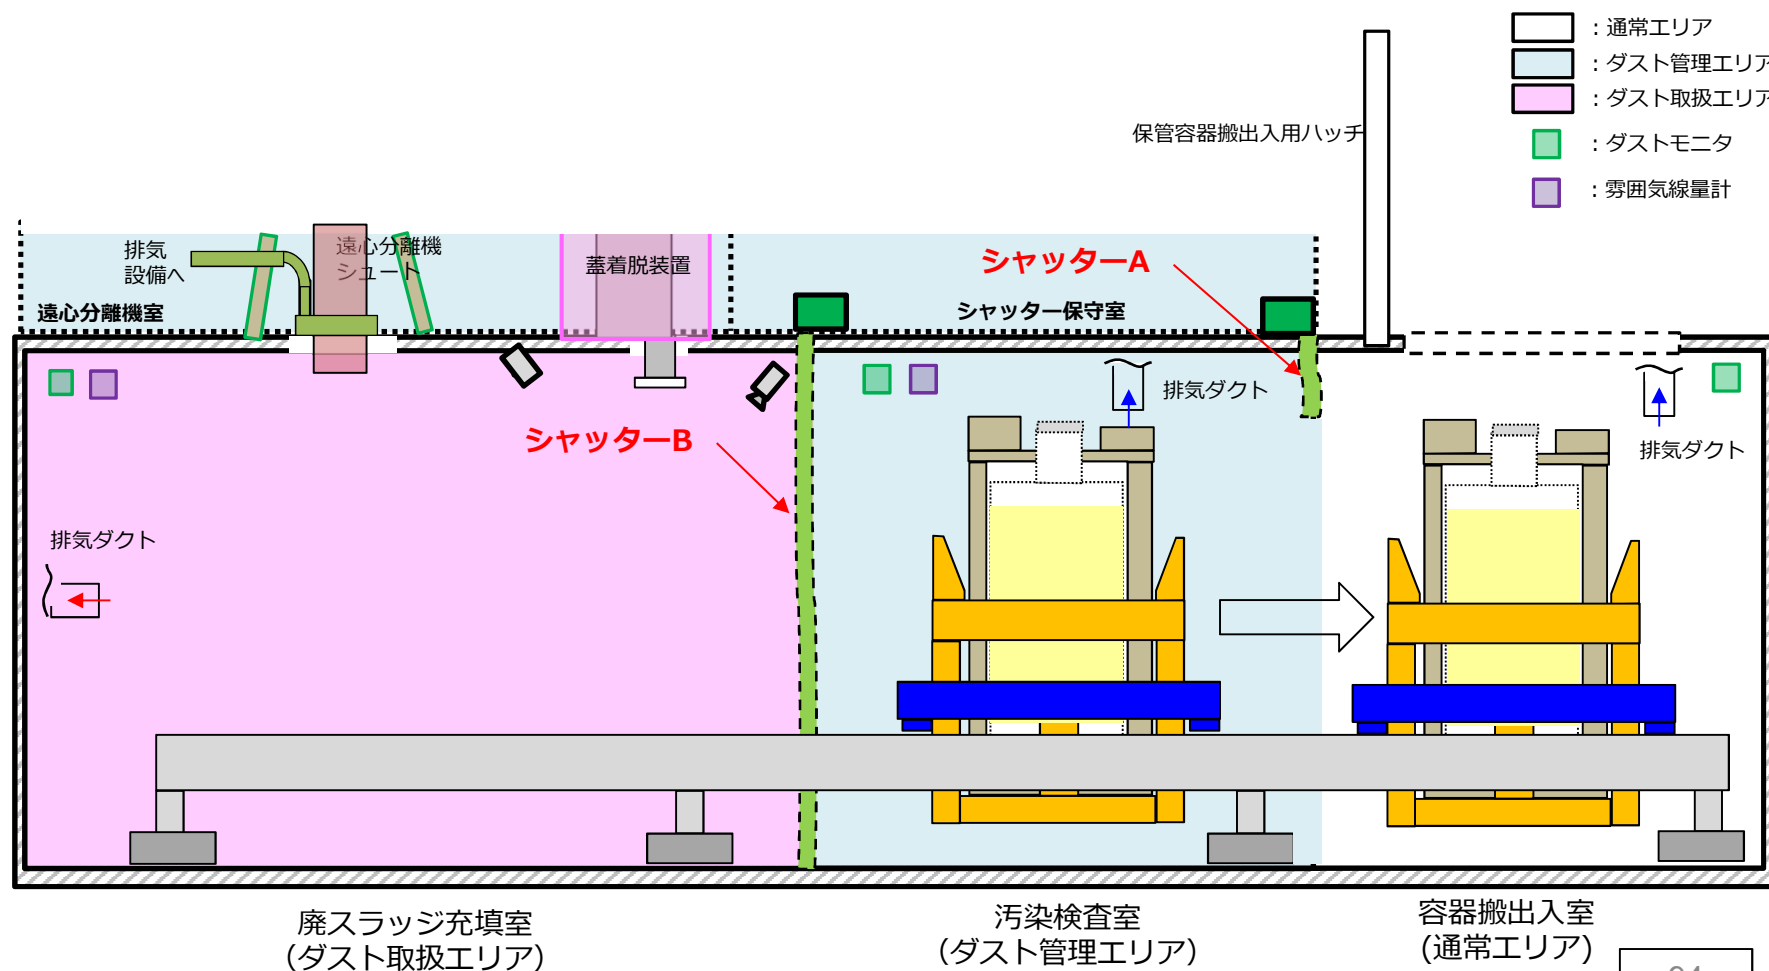 ：通常エリア
：ダスト管理エリア
：ダスト取扱エリア
保管容器搬出入用ハッチ
：ダストモニタ
：雰囲気線量計
排気
設備へ
遠心分離機
シュート
蓋着脱装置
シャッターA
遠心分離機室
シャッター保守室
排気ダクト
シャッターB
排気ダクト
排気ダクト
廃スラッジ充填室
（ダスト取扱エリア）
汚染検査室
（ダスト管理エリア）
容器搬出入室
(通常エリア)